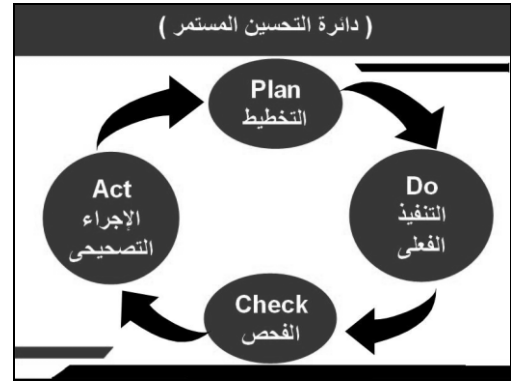 ( دائرة التحسين المستمر )
Plan
التخطيط
Do
التنفيذ
الفعلى
Check
الفحص
Act
الإجراء
التصحيحى